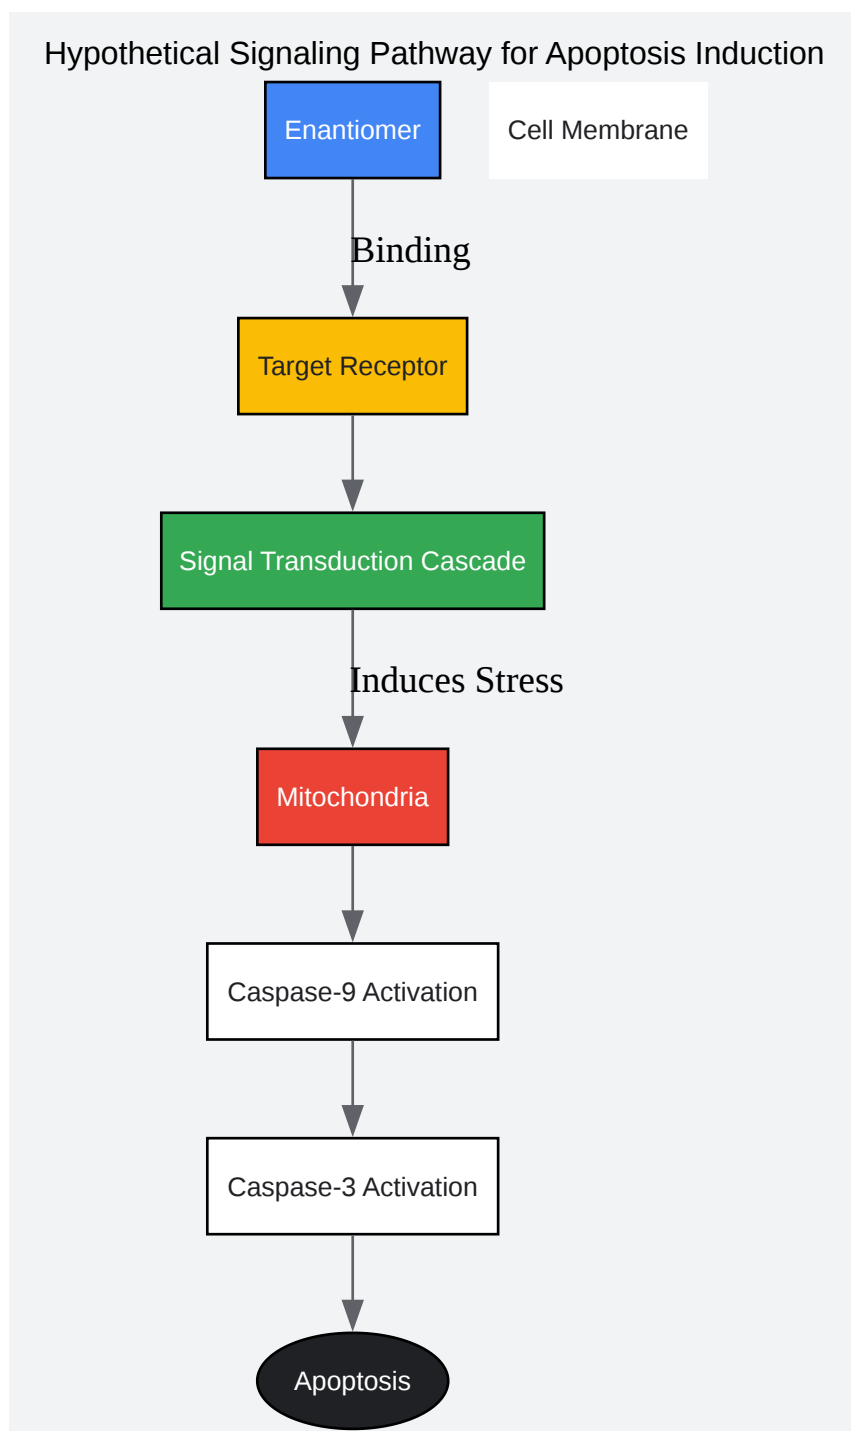 Hypothetical Signaling Pathway for Apoptosis Induction
Enantiomer
Cell Membrane
Binding
Target Receptor
Signal Transduction Cascade
Induces Stress
Mitochondria
Caspase-9 Activation
Caspase-3 Activation
Apoptosis